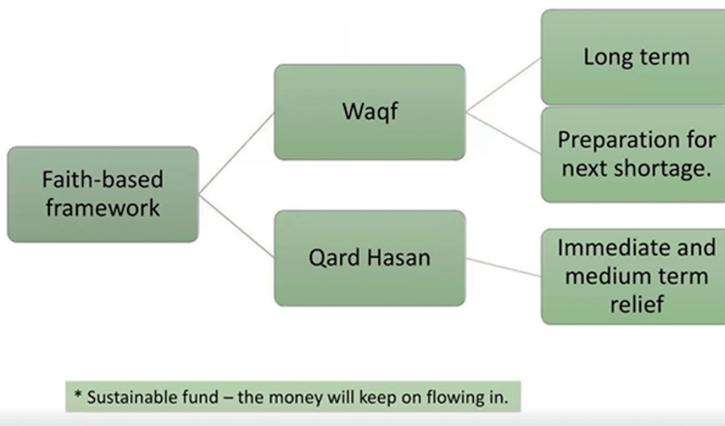 Faith-based
framework
Waqf
Qard Hasan
Long term
Preparation for
next shortage.
Immediate and
medium term
relief
* Sustainable fund – the money will keep on flowing in.